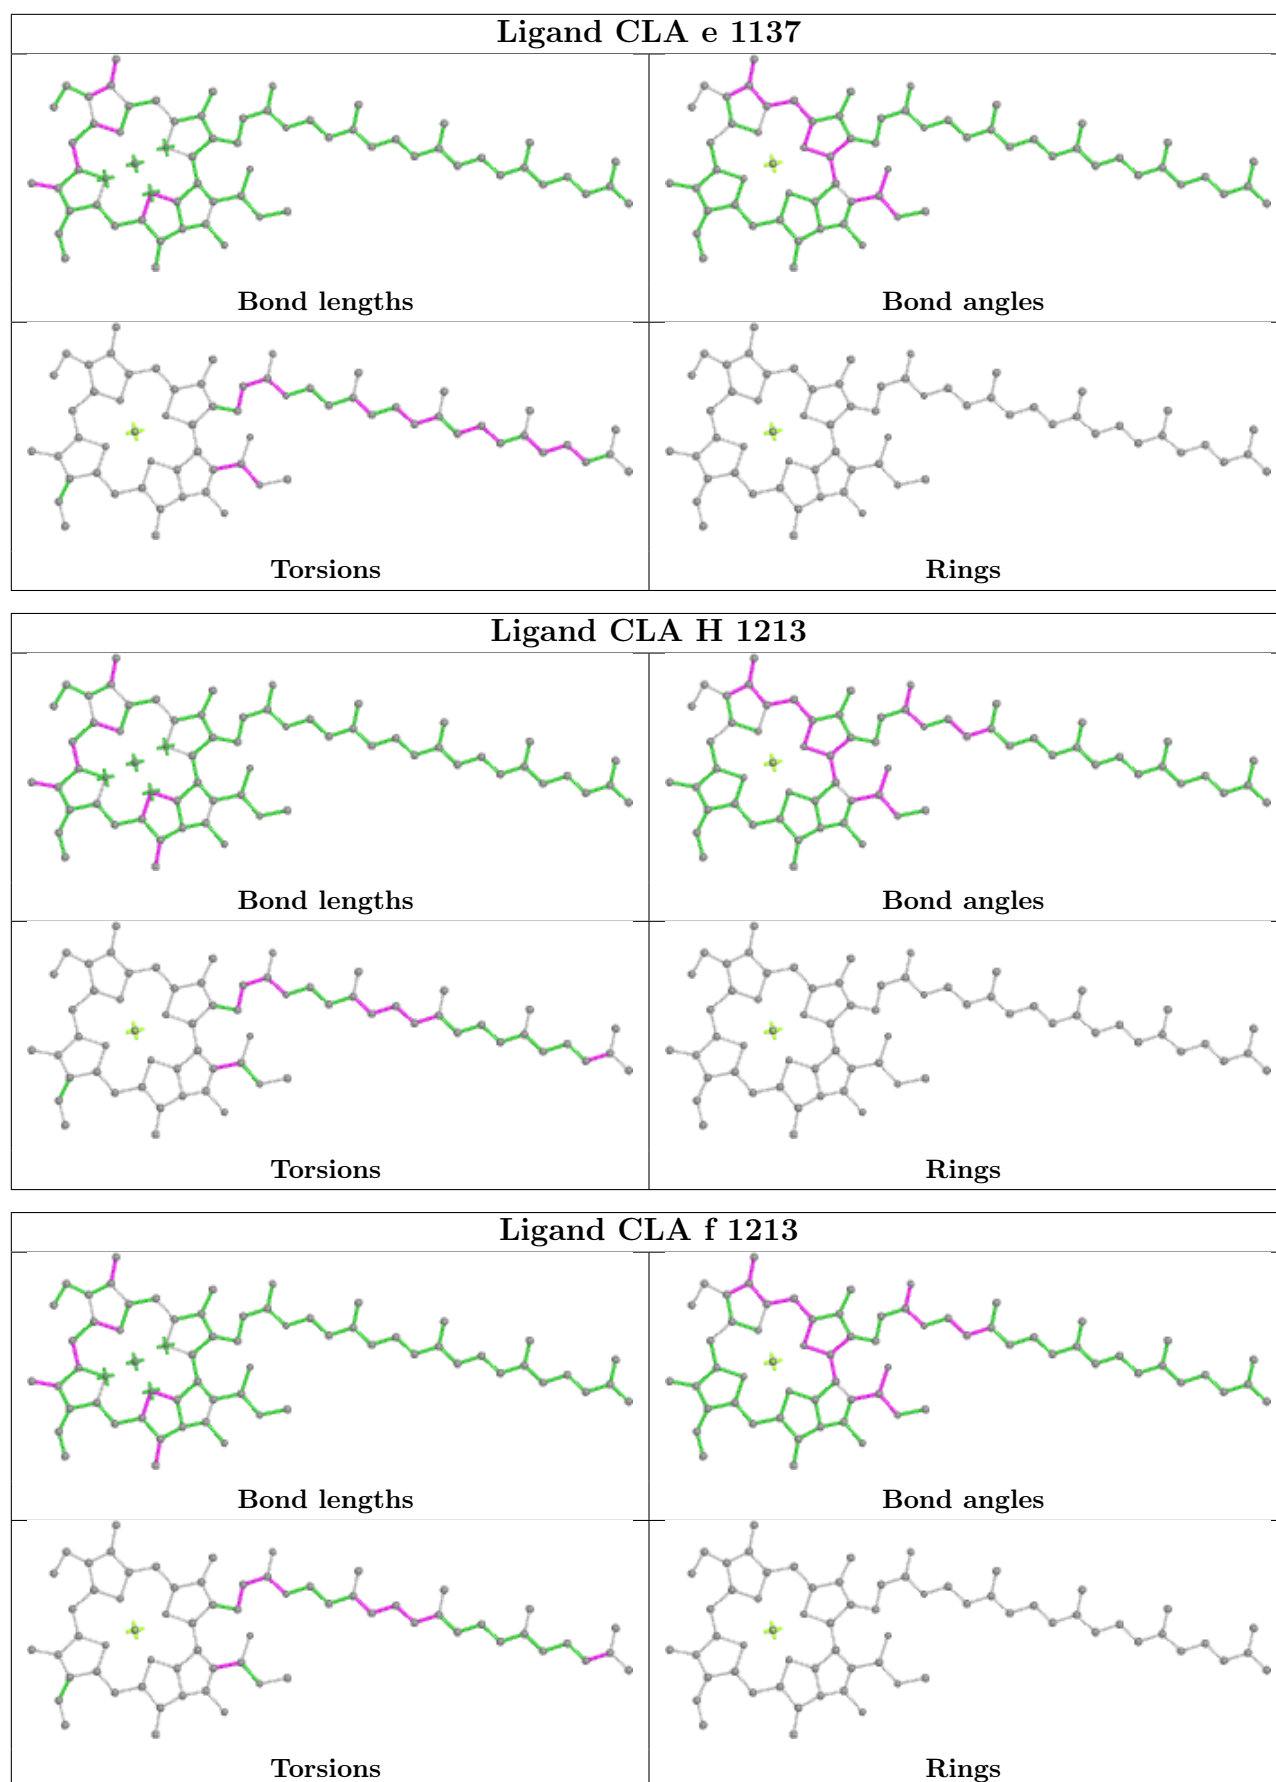 Ligand CLA e 1137
Bond lengths Bond angles
Torsions Rings
Ligand CLA H 1213
Bond lengths Bond angles
Torsions Rings
Ligand CLA f 1213
Bond lengths Bond angles
Torsions Rings